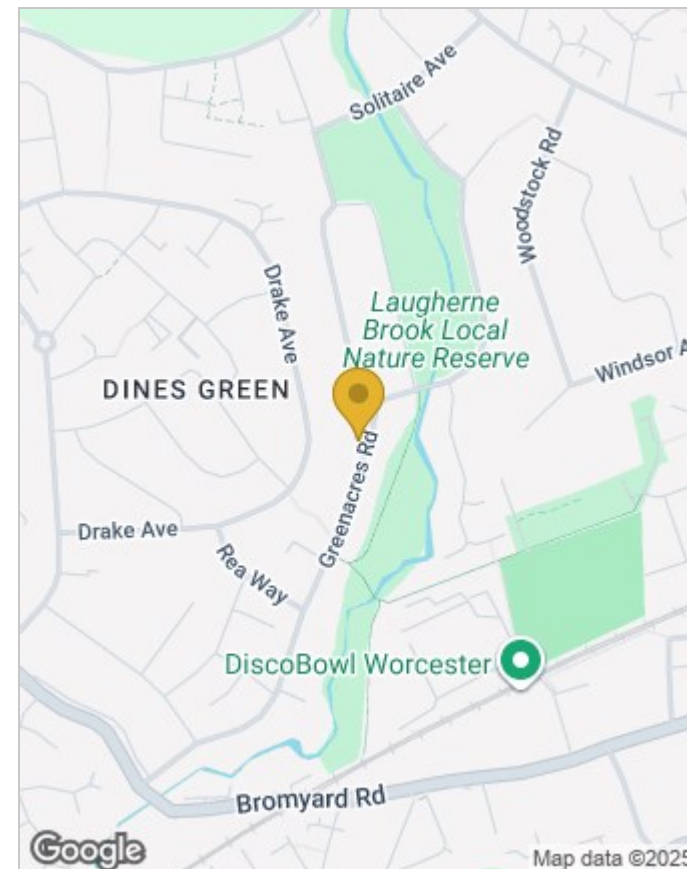 Solitaire Ave
Woodstock Rd
Drake Ave
Laugherne
Brook Local
Nature Reserve
Windsor A
DINES GREEN
Greenacres Rd
Drake Ave
Rea Way
DiscoBowl Worcester
Bromyard Rd
Google
Map data ©2025